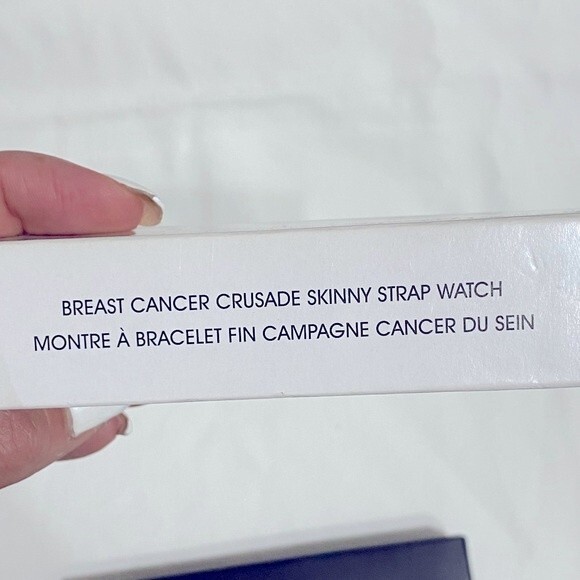 BREAST CANCER CRUSADE SKINNY STRAP WATCH
MONTRE À BRACELET FIN CAMPAGNE CANCER DU SEIN